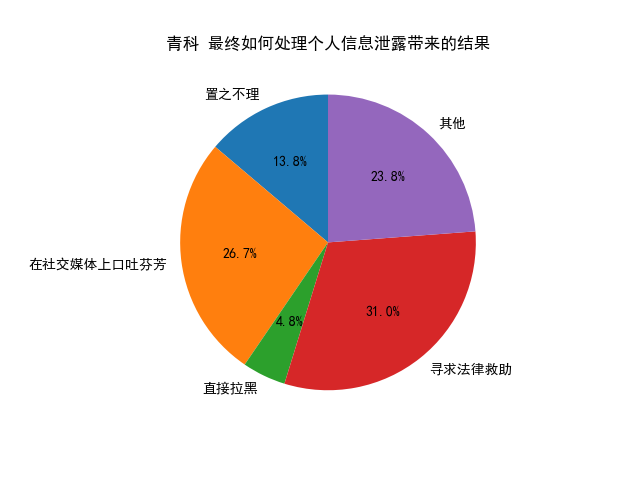 青科 最终如何处理个人信息泄露带来的结果
置之不理
13.8%
其他
23.8%
在社交媒体上口吐芬芳
26.7%
直接拉黑
4.8%
寻求法律救助
31.0%